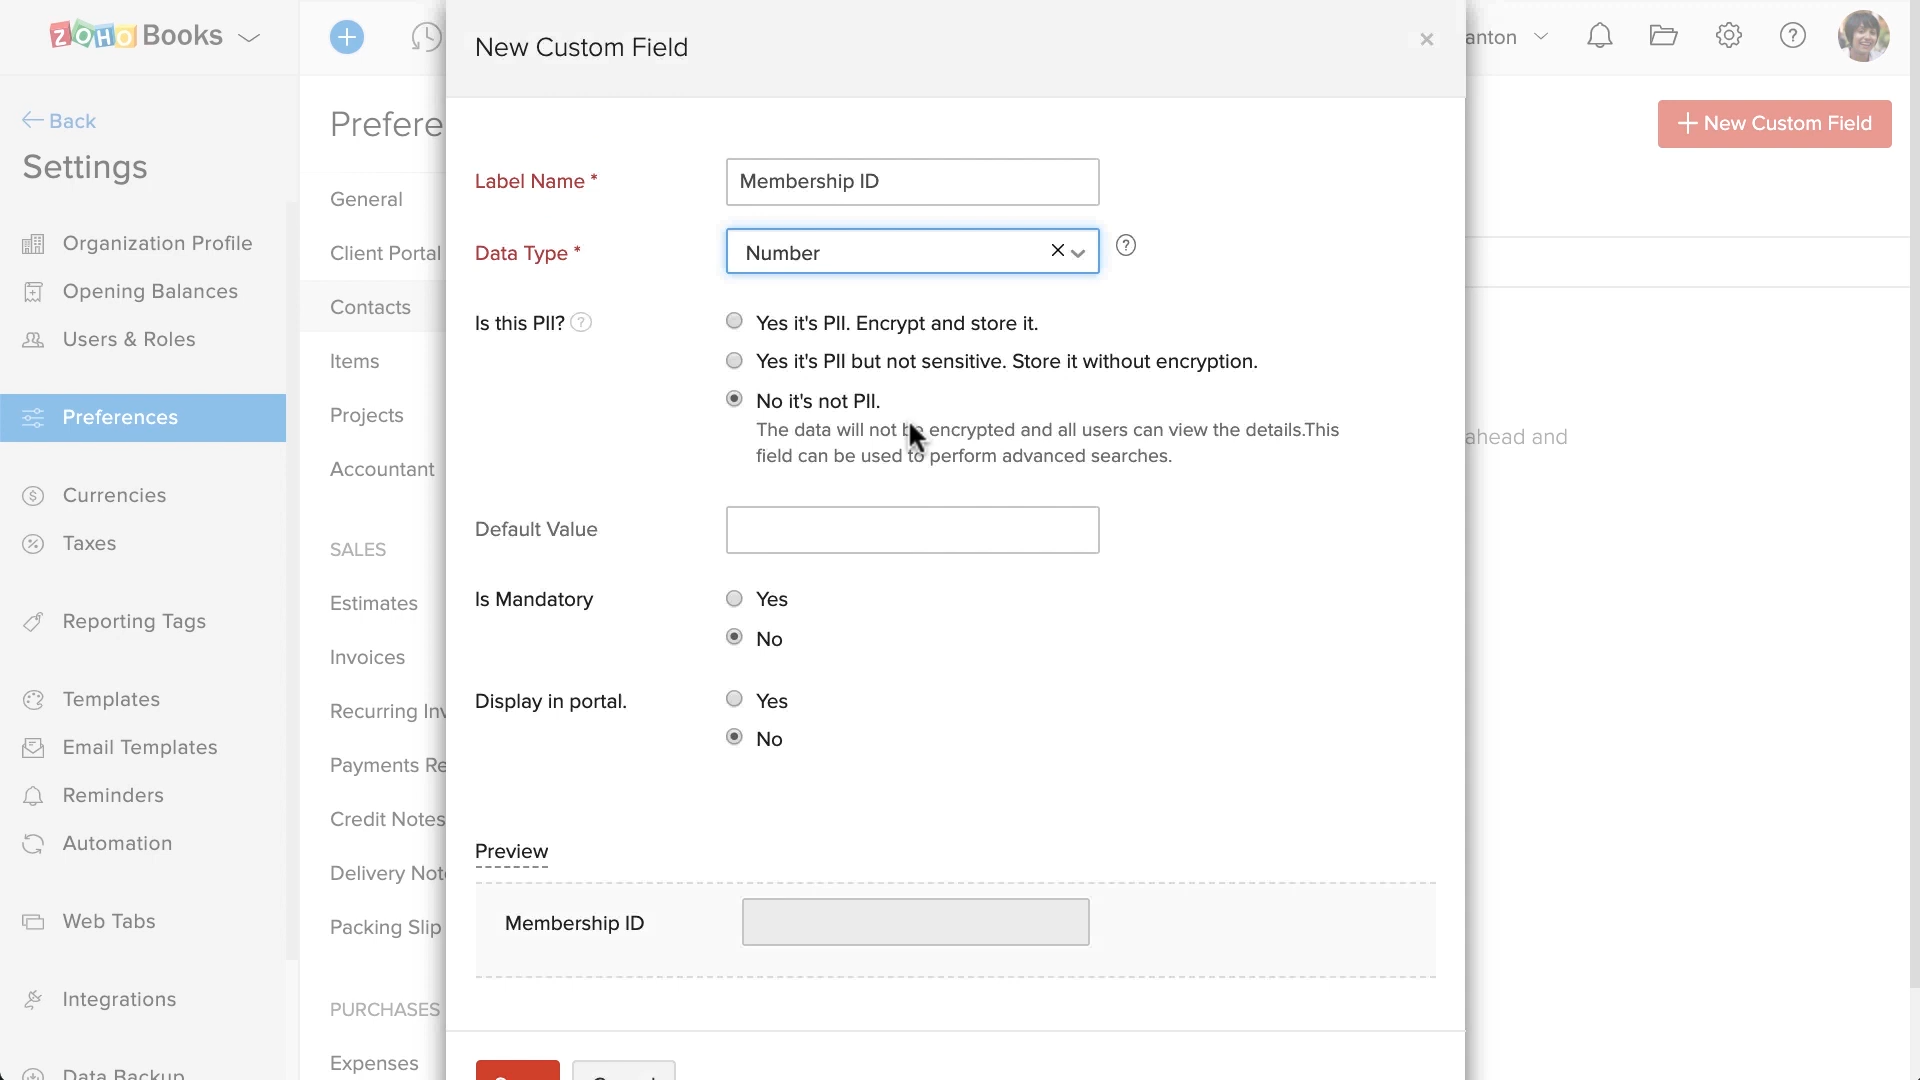 ZOHO Books
Back
Settings
Organization Profile
Opening Balances
Users & Roles
Preferences
Currencies
Taxes
Reporting Tags
Templates
Email Templates
Reminders
Automation
Web Tabs
Integrations
Data Backup
Prefere
General
Client Portal
Contacts
Items
Projects
Accountant
SALES
Estimates
Invoices
Recurring Inv
Payments Re
Credit Notes
Delivery Not
Packing Slip
PURCHASES
Expenses
New Custom Field
Label Name *
Membership ID
Data Type *
Number
Is this PII?
Yes it's PII. Encrypt and store it.
Yes it's PII but not sensitive. Store it without encryption.
No it's not PII.
The data will not be encrypted and all users can view the details.This
field can be used to perform advanced searches.
Default Value
Is Mandatory
Yes
No
Display in portal.
Yes
No
Preview
Membership ID
anton
+ New Custom Field
ahead and